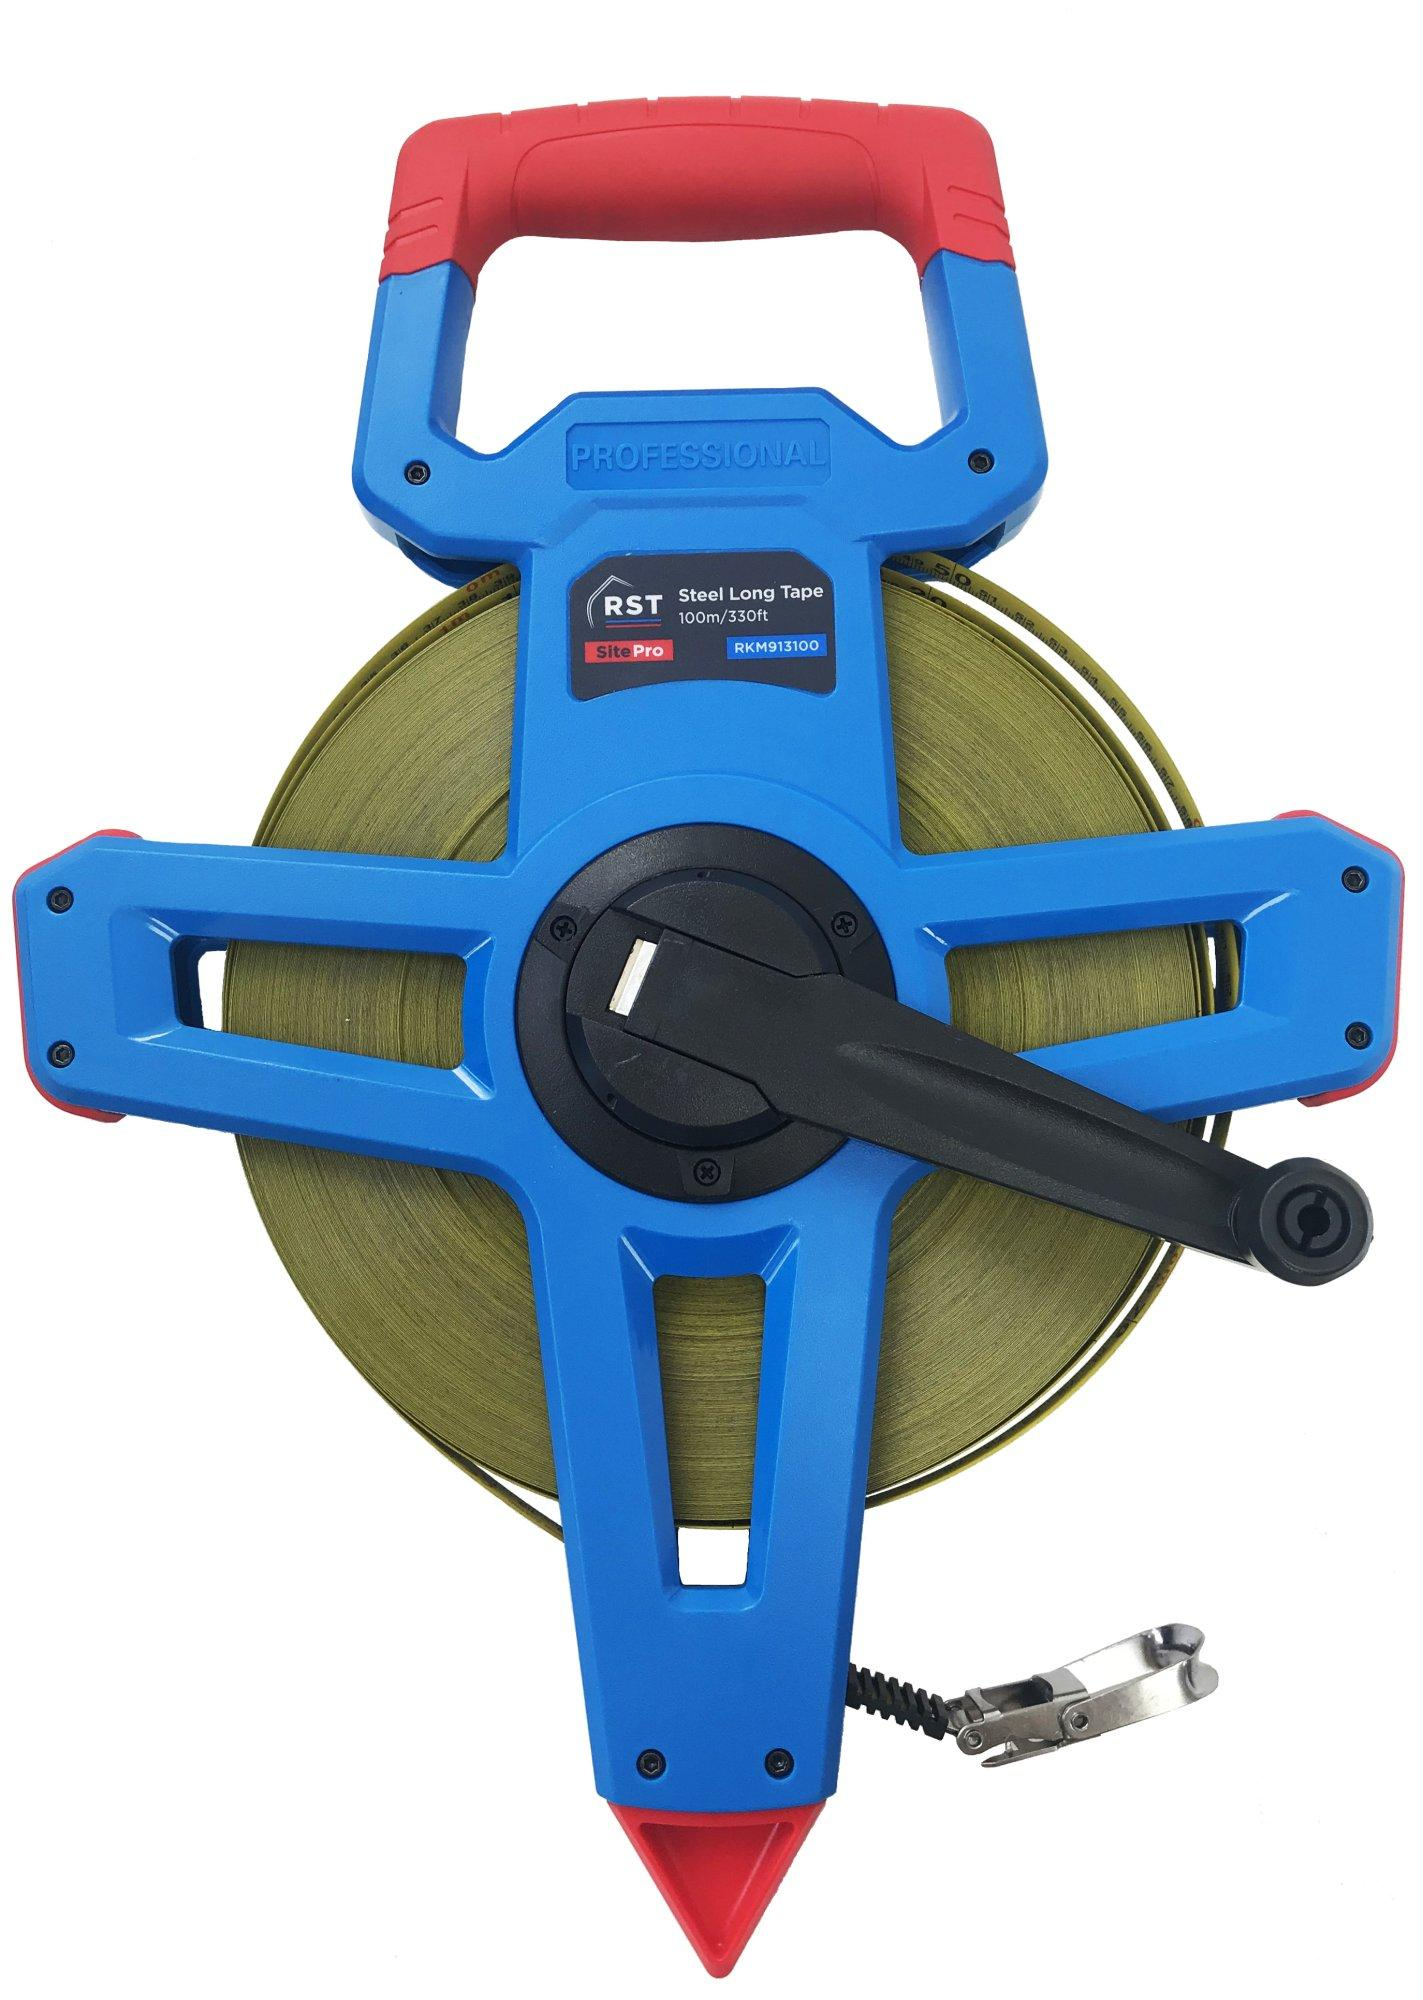 PROFESSIONAL
RST
Steel Long Tape
100m/330ft
SitePro
RKM913100